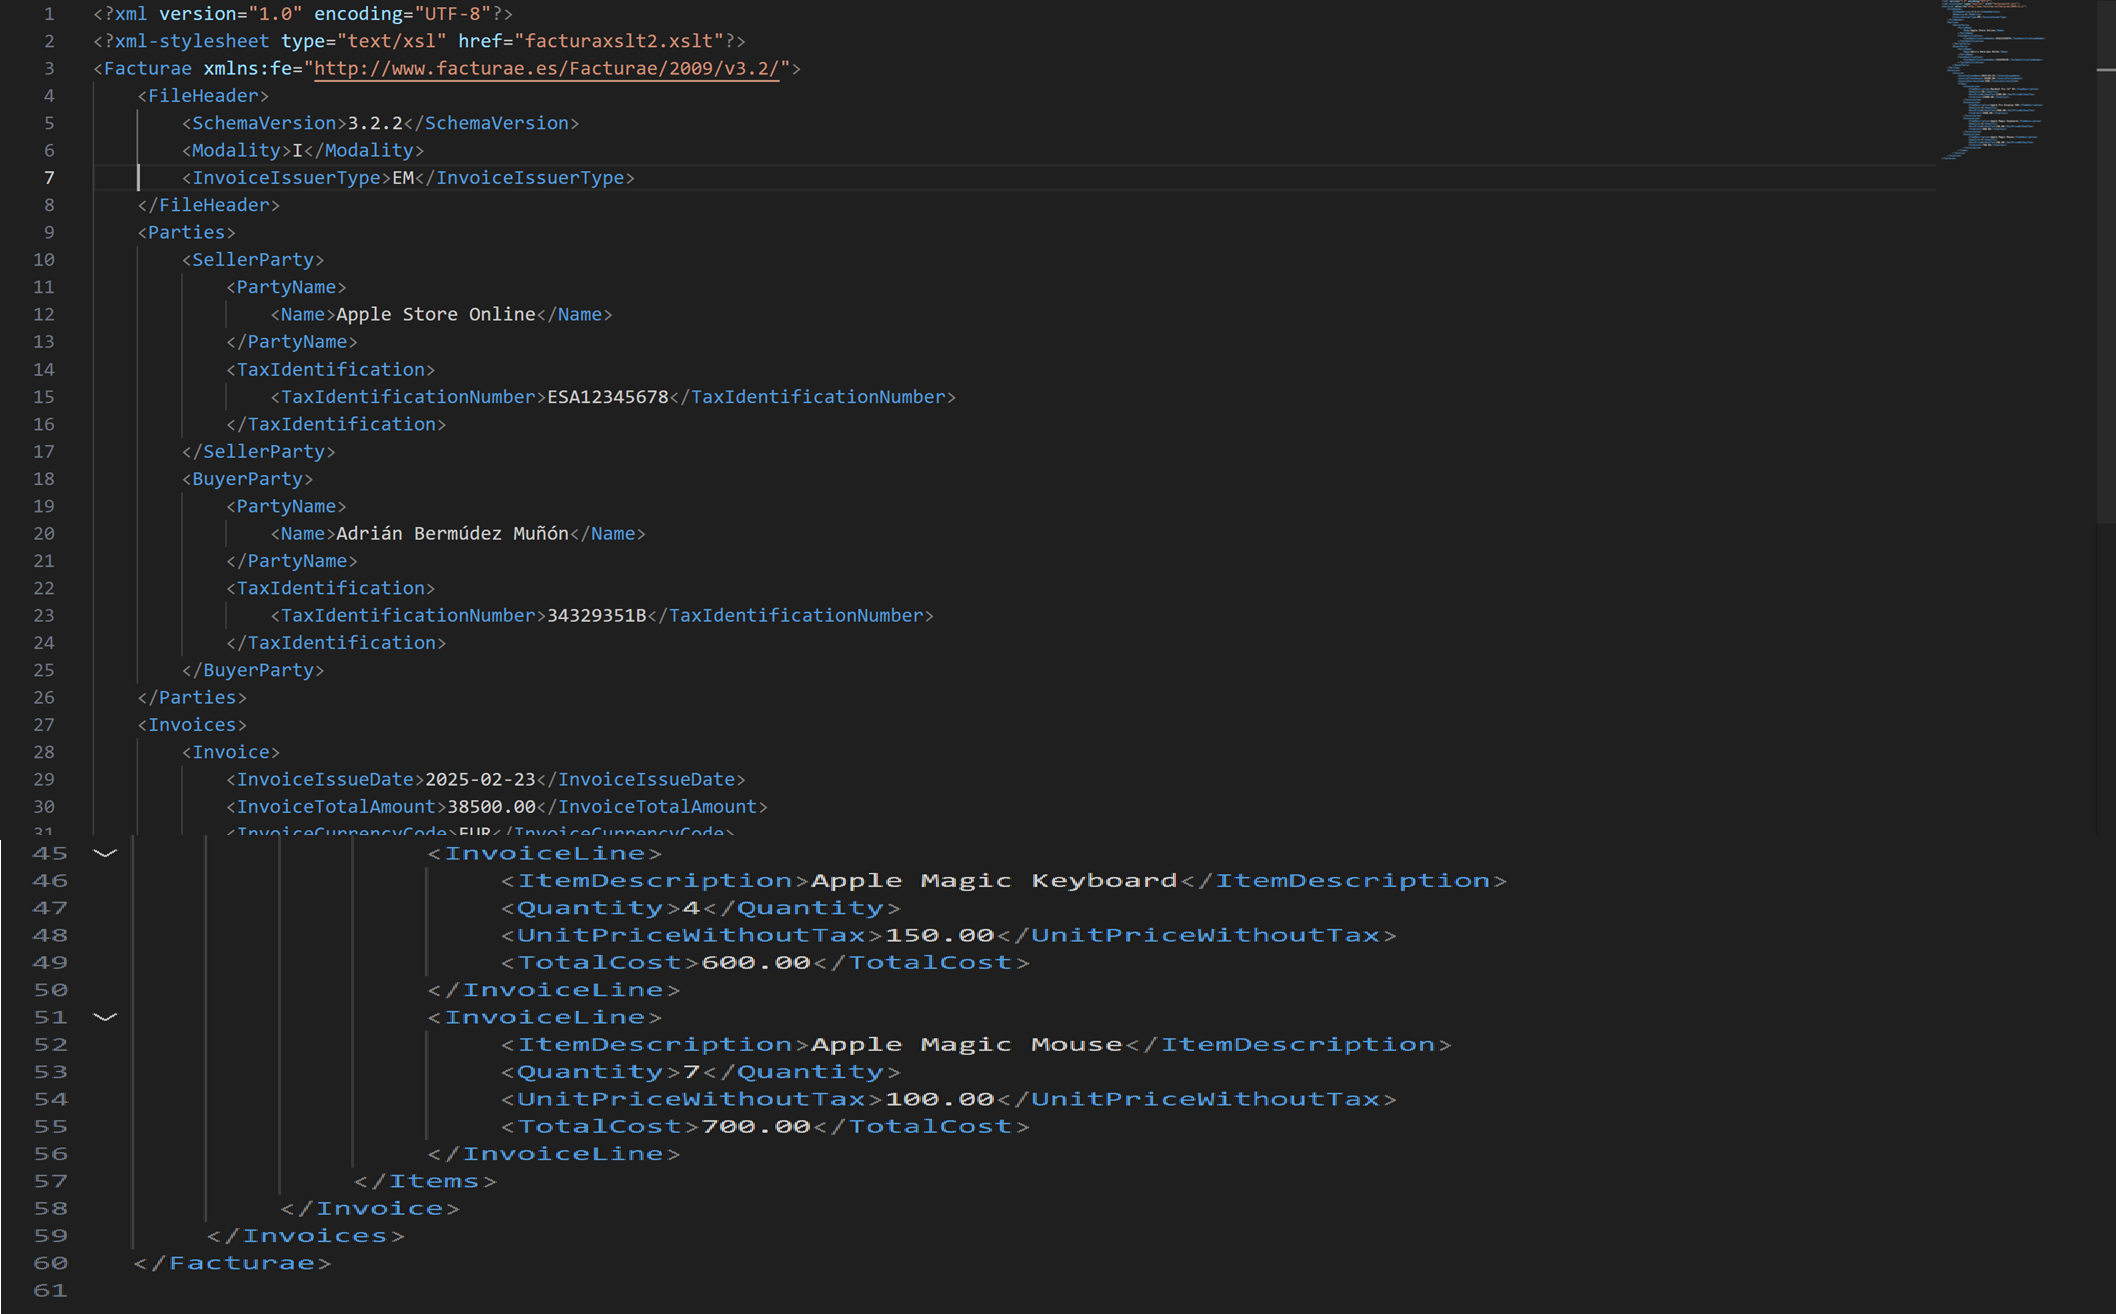 1 <?xml version="1.0" encoding="UTF-8"?>
2 <?xml-stylesheet type="text/xsl" href="facturaxslt2.xslt"?>
3 <Facturae xmlns:fe="http://www.facturae.es/Facturae/2009/v3.2/">
4 <FileHeader>
5 <SchemaVersion>3.2.2</SchemaVersion>
6 <Modality>I</Modality>
7 <InvoiceIssuerType>EM</InvoiceIssuerType>
8 </FileHeader>
9 <Parties>
10 <SellerParty>
11 <PartyName>
12 <Name>Apple Store Online</Name>
13 </PartyName>
14 <TaxIdentification>
15 <TaxIdentificationNumber>ESA12345678</TaxIdentificationNumber>
16 </TaxIdentification>
17 </SellerParty>
18 <BuyerParty>
19 <PartyName>
20 <Name>Adrián Bermúdez Muñón</Name>
21 </PartyName>
22 <TaxIdentification>
23 <TaxIdentificationNumber>34329351B</TaxIdentificationNumber>
24 </TaxIdentification>
25 </BuyerParty>
26 </Parties>
27 <Invoices>
28 <Invoice>
29 <InvoiceIssueDate>2025-02-23</InvoiceIssueDate>
30 <InvoiceTotalAmount>38500.00</InvoiceTotalAmount>
31 <InvoiceCurrencyCode>EUR</InvoiceCurrencyCode>
45 <InvoiceLine>
46 <ItemDescription>Apple Magic Keyboard</ItemDescription>
47 <Quantity>4</Quantity>
48 <UnitPriceWithoutTax>150.00</UnitPriceWithoutTax>
49 <TotalCost>600.00</TotalCost>
50 </InvoiceLine>
51 <InvoiceLine>
52 <ItemDescription>Apple Magic Mouse</ItemDescription>
53 <Quantity>7</Quantity>
54 <UnitPriceWithoutTax>100.00</UnitPriceWithoutTax>
55 <TotalCost>700.00</TotalCost>
56 </InvoiceLine>
57 </Items>
58 </Invoice>
59 </Invoices>
60 </Facturae>
61